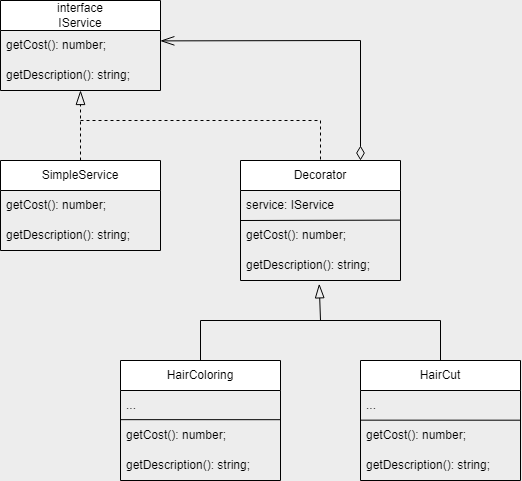 interface
IService
getCost(): number;
getDescription(): string;
SimpleService
getCost(): number;
getDescription(): string;
Decorator
service: IService
getCost(): number;
getDescription(): string;
HairColoring
...
getCost(): number;
getDescription(): string;
HairCut
...
getCost(): number;
getDescription(): string;